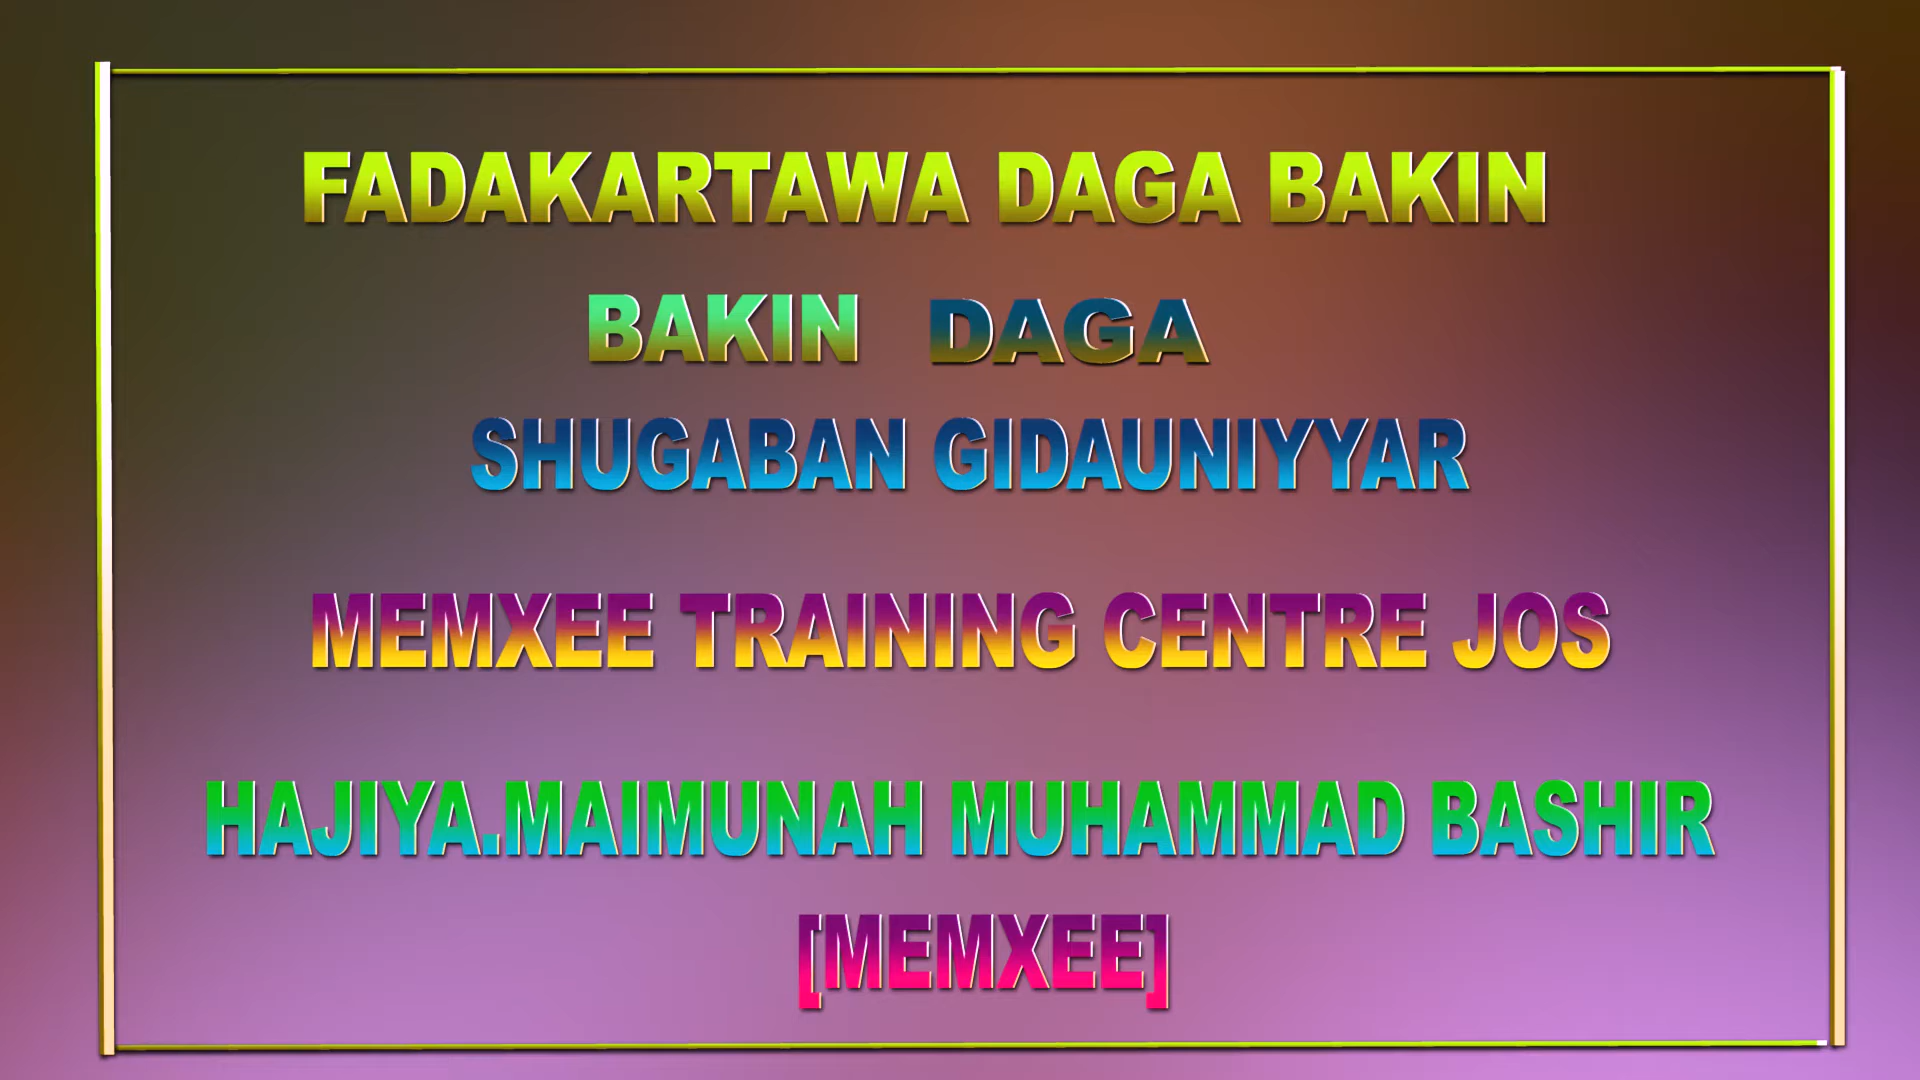 FADAKARTAWA DAGA BAKIN
BAKIN DAGA
SHUGABAN GIDAUNIYYAR
MEMXEE TRAINING CENTRE JOS
HAJIYA.MAIMUNAH MUHAMMAD BASHIR
[MEMXEE]